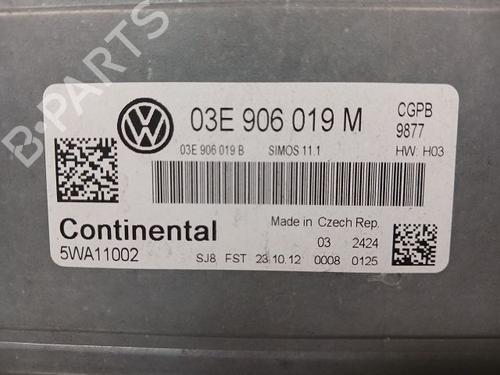 B-PARTS
VW
03E 906 019 M
CGPB
9877
03E 906 019 B SIMOS 11.1
HW: H03
Continental
5WA11002
Made in Czech Rep.
03 2424
SJ8 FST 23.10.12 0008 0125